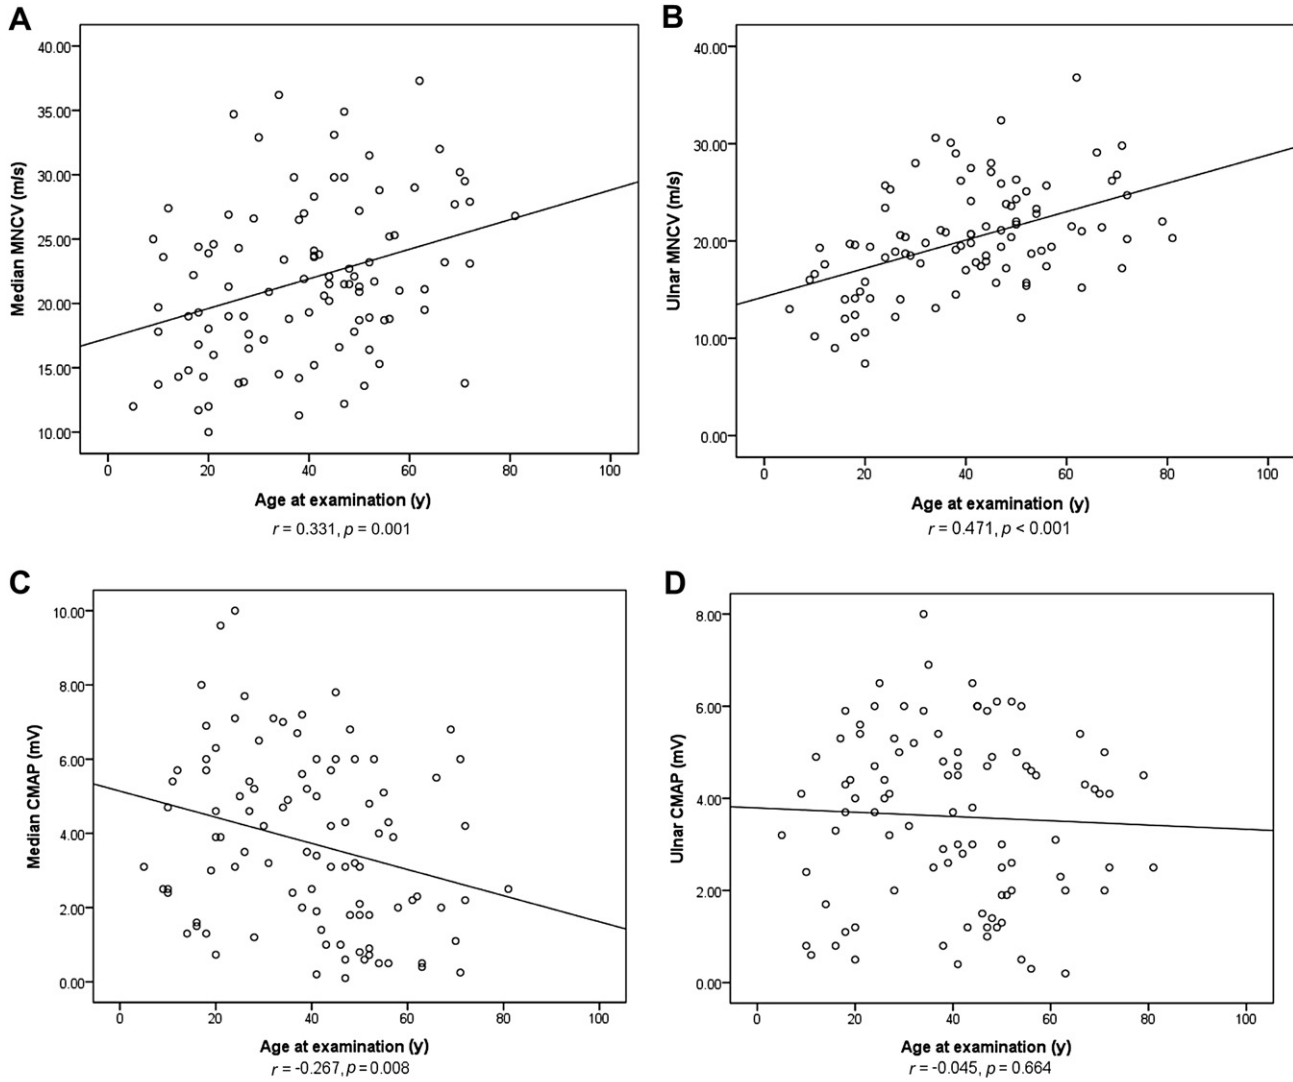 A
40.00
35.00
30.00
25.00
20.00
15.00
10.00
Median MNCV (m/s)
0 20 40 60 80 100
Age at examination (y)
r = 0.331, p = 0.001
B
40.00
30.00
20.00
10.00
0.00
Ulnar MNCV (m/s)
0 20 40 60 80 100
Age at examination (y)
r = 0.471, p < 0.001
C
10.00
8.00
6.00
4.00
2.00
0.00
Median CMAP (mV)
0 20 40 60 80 100
Age at examination (y)
r = -0.267, p = 0.008
D
8.00
6.00
4.00
2.00
0.00
Ulnar CMAP (mV)
0 20 40 60 80 100
Age at examination (y)
r = -0.045, p = 0.664